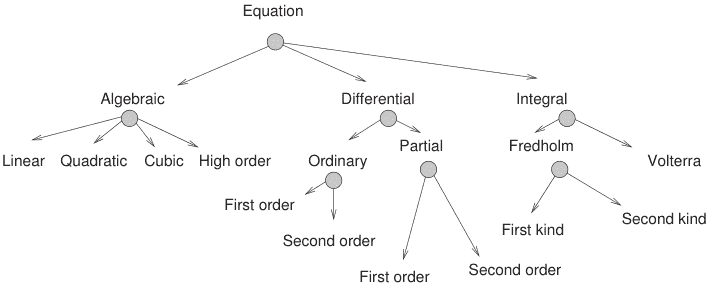 Equation
Algebraic
Differential
Integral
Linear
Quadratic
Cubic
High order
Ordinary
Partial
Fredholm
Volterra
First order
Second order
First order
Second order
First kind
Second kind